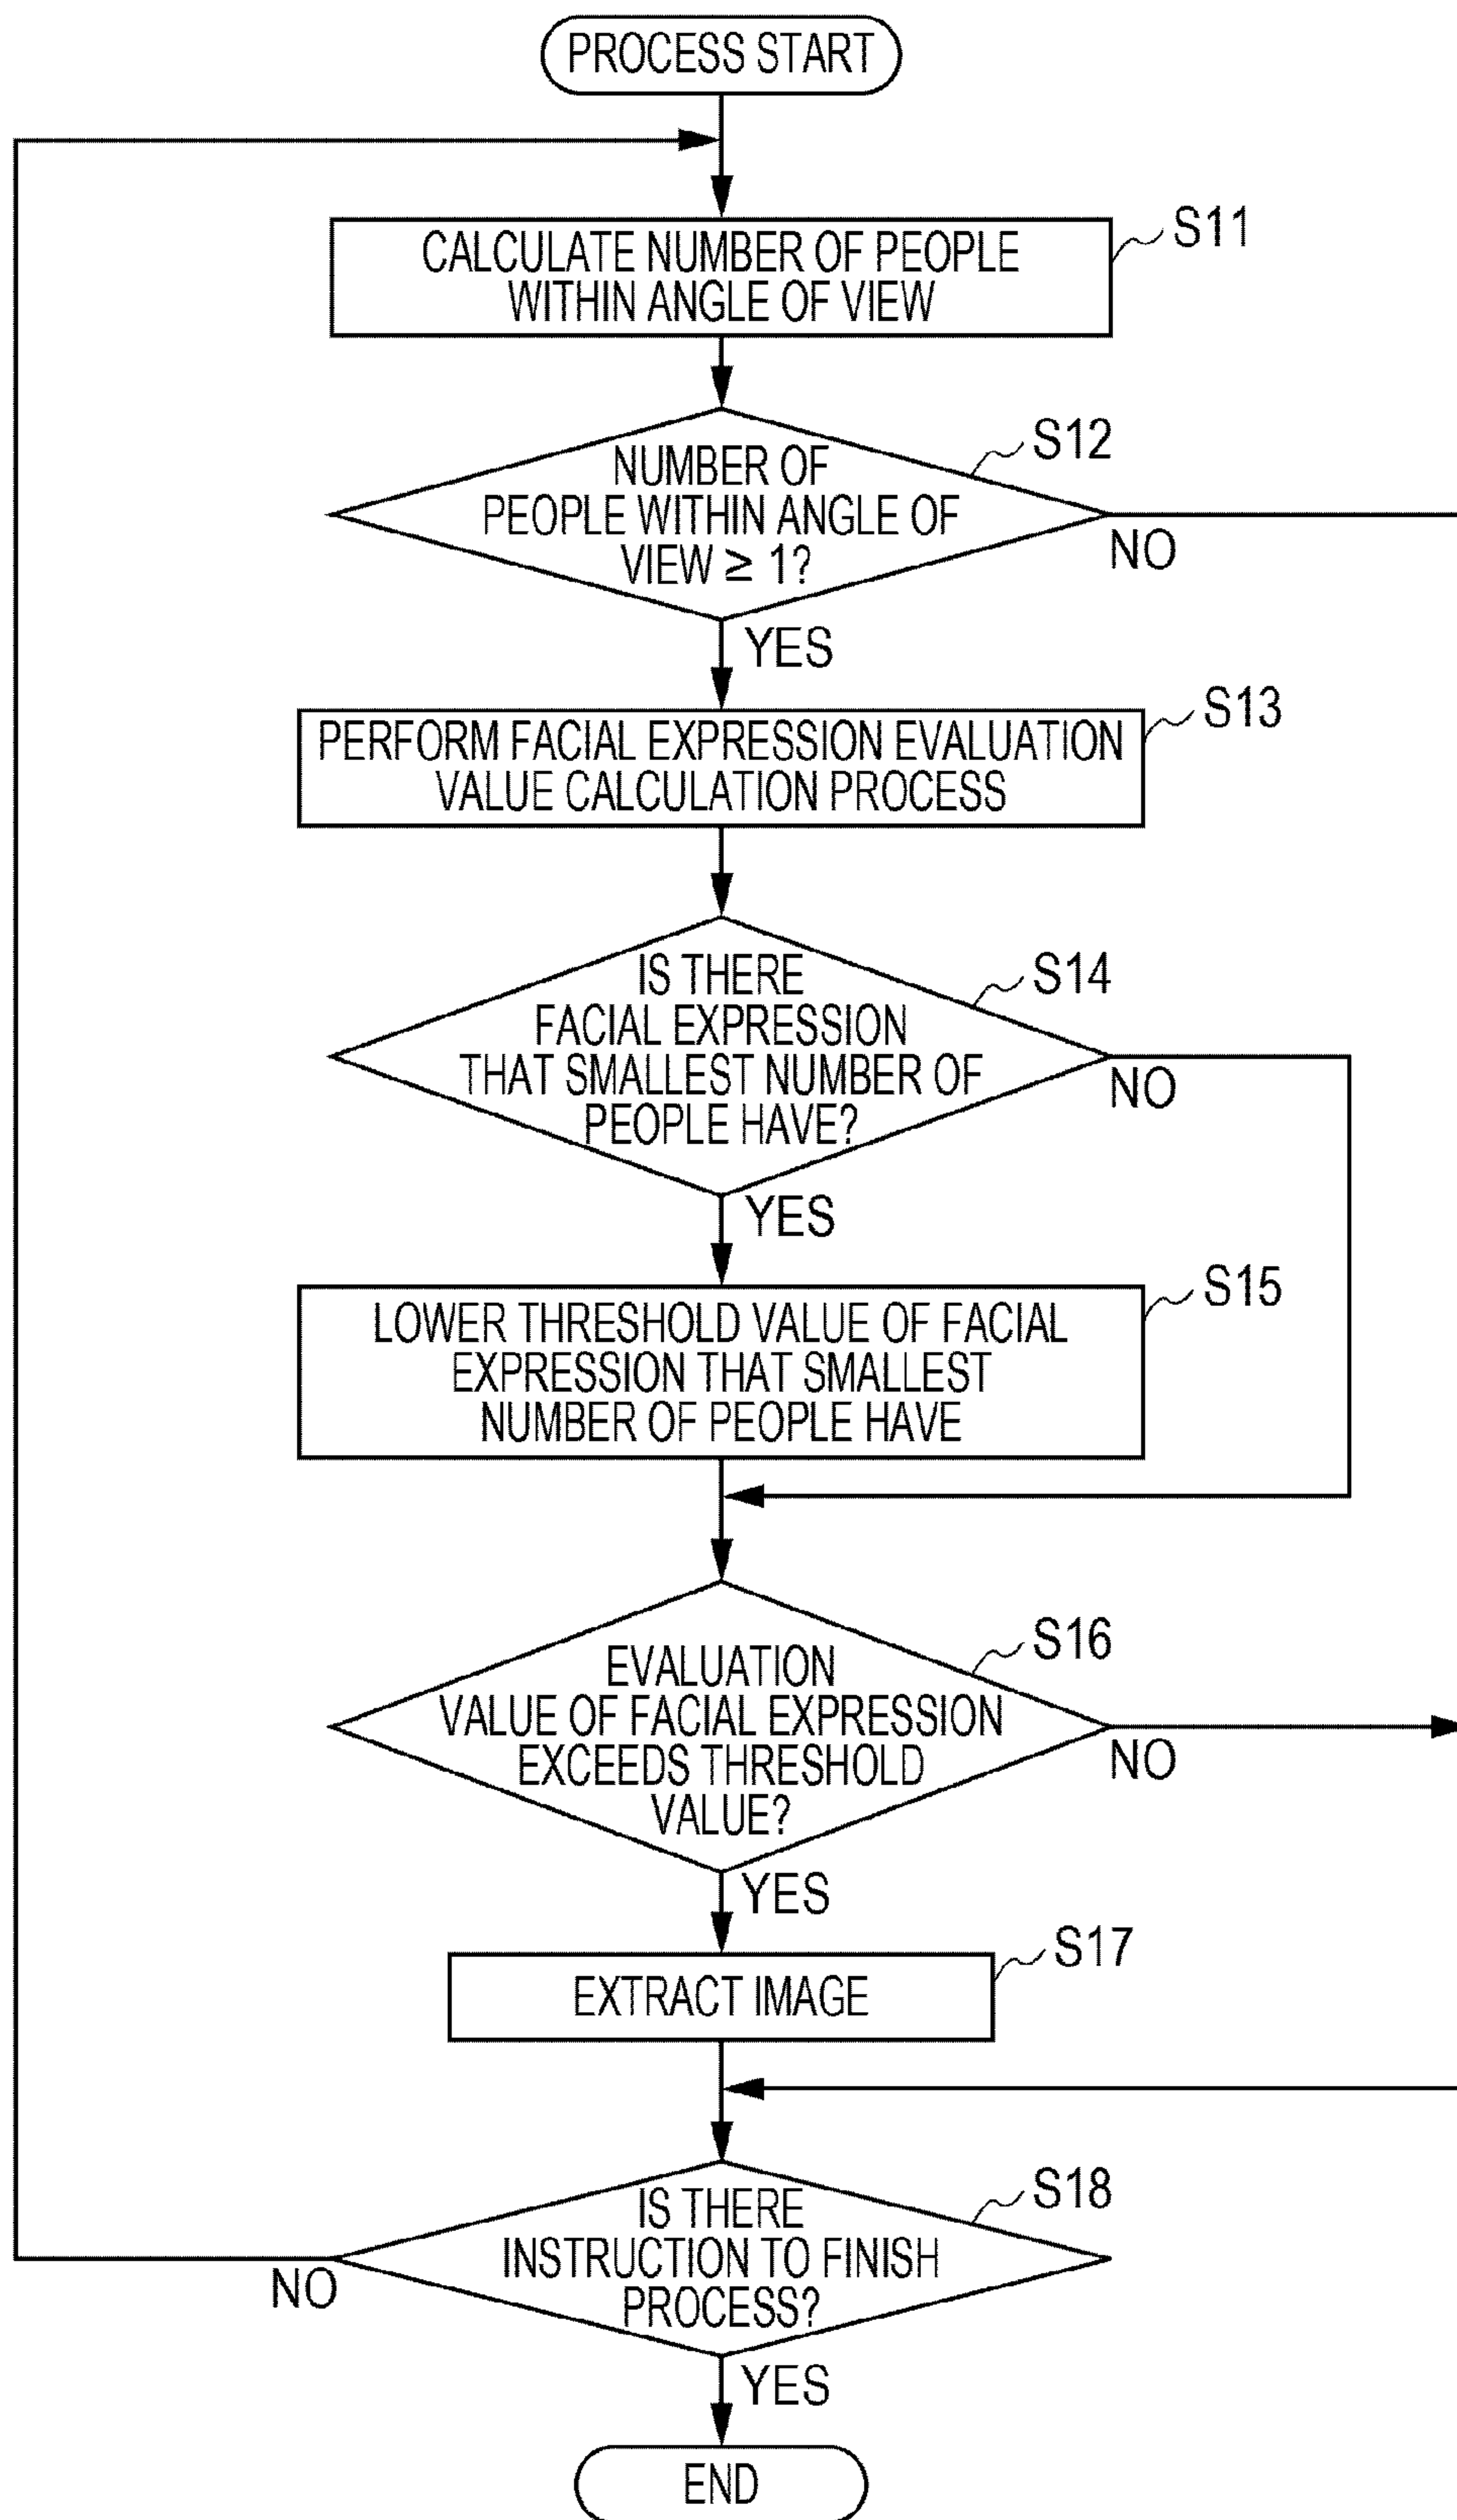 PROCESS START
S11
CALCULATE NUMBER OF PEOPLE
WITHIN ANGLE OF VIEW
S12
NUMBER OF
PEOPLE WITHIN ANGLE OF
VIEW ≥ 1?
NO
YES
S13
PERFORM FACIAL EXPRESSION EVALUATION
VALUE CALCULATION PROCESS
S14
IS THERE
FACIAL EXPRESSION
THAT SMALLEST NUMBER OF
PEOPLE HAVE?
NO
YES
S15
LOWER THRESHOLD VALUE OF FACIAL
EXPRESSION THAT SMALLEST
NUMBER OF PEOPLE HAVE
S16
EVALUATION
VALUE OF FACIAL EXPRESSION
EXCEEDS THRESHOLD
VALUE?
NO
YES
S17
EXTRACT IMAGE
S18
IS THERE
INSTRUCTION TO FINISH
PROCESS?
NO
YES
END